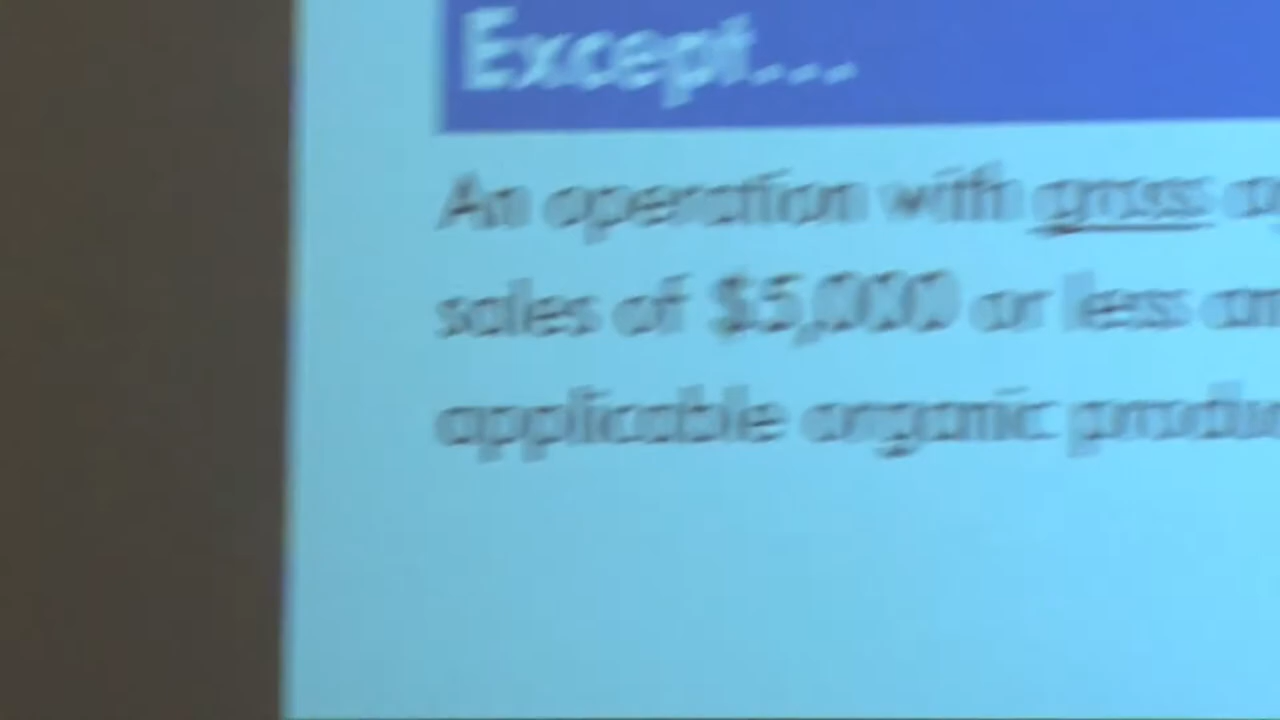 Except...
An operation with gross
sales of $5,000 or less
applicable organic